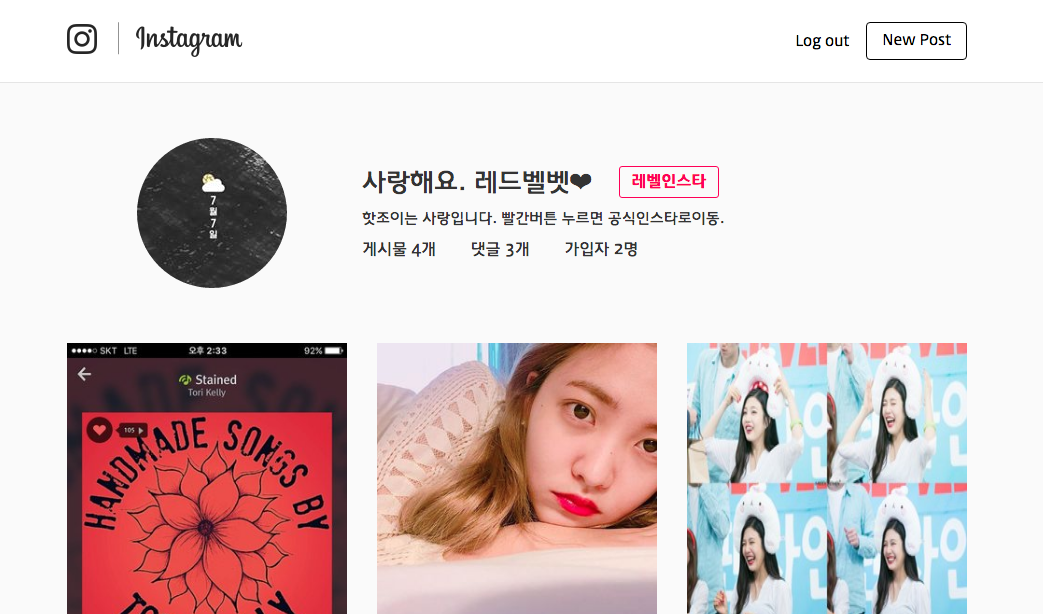 Instagram
Log out
New Post
7
월
7
일
사랑해요. 레드벨벳❤
레벨인스타
핫조이는 사랑입니다. 빨간버튼 누르면 공식인스타로이동.
게시물 4개 댓글 3개 가입자 2명
SKT LTE 오후 2:33 92%
Stained
Tori Kelly
105
HANDMADE SONGS BY